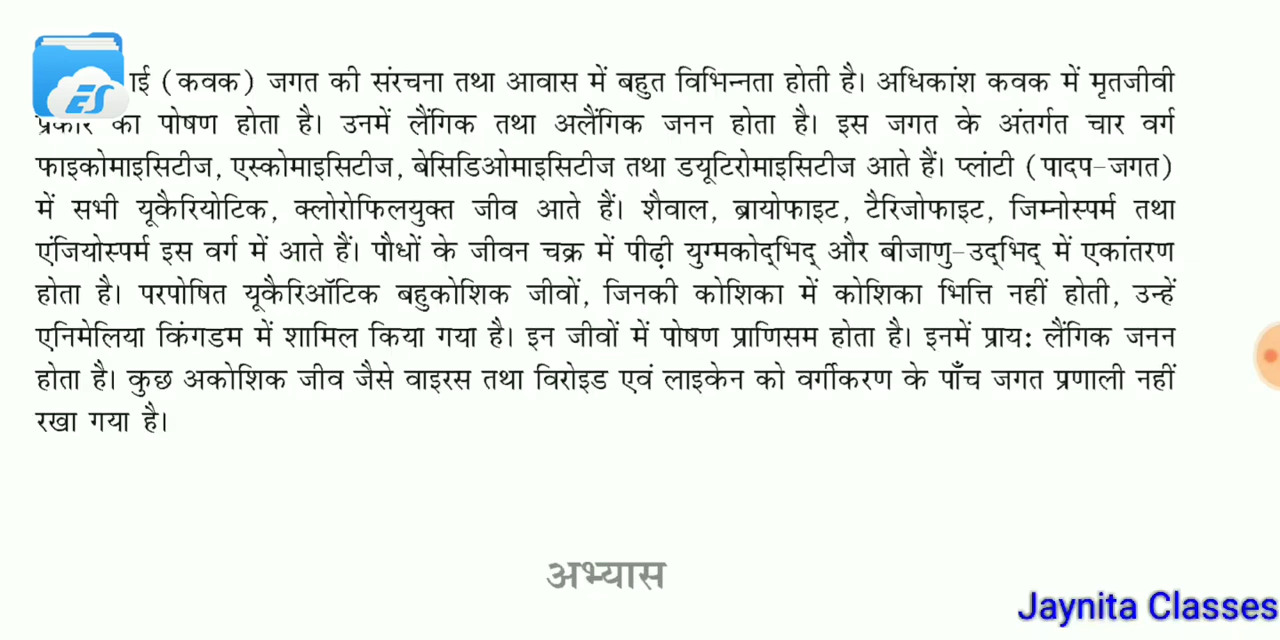 ES
ई (कवक) जगत की संरचना तथा आवास में बहुत विभिन्नता होती है। अधिकांश कवक में मृतजीवी
प्रकार का पोषण होता है। उनमें लैंगिक तथा अलैंगिक जनन होता है। इस जगत के अंतर्गत चार वर्ग
फाइकोमाइसिटीज, एस्कोमाइसिटीज, बेसिडिओमाइसिटीज तथा डयूटिरोमाइसिटीज आते हैं। प्लांटी (पादप-जगत)
में सभी यूकैरियोटिक, क्लोरोफिलयुक्त जीव आते हैं। शैवाल, ब्रायोफाइट, टैरिजोफाइट, जिम्नोस्पर्म तथा
एंजियोस्पर्म इस वर्ग में आते हैं। पौधों के जीवन चक्र में पीढ़ी युग्मकोद्भिद् और बीजाणु-उद्भिद् में एकांतरण
होता है। परपोषित यूकैरिऑटिक बहुकोशिक जीवों, जिनकी कोशिका में कोशिका भित्ति नहीं होती, उन्हें
एनिमेलिया किंगडम में शामिल किया गया है। इन जीवों में पोषण प्राणिसम होता है। इनमें प्राय: लैंगिक जनन
होता है। कुछ अकोशिक जीव जैसे वाइरस तथा विरोइड एवं लाइकेन को वर्गीकरण के पाँच जगत प्रणाली नहीं
रखा गया है।
अभ्यास
Jaynita Classes